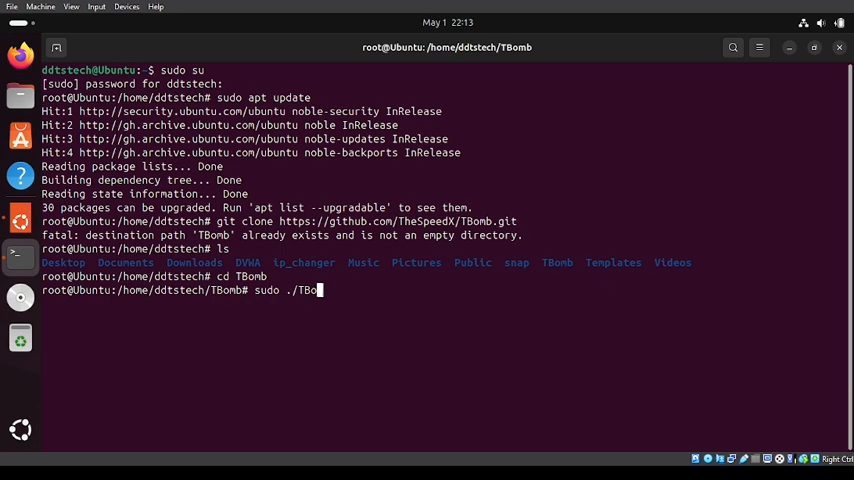 File Machine View Input Devices Help
May 1 22:13
root@Ubuntu: /home/ddtstech/TBomb
ddtstech@Ubuntu:~$ sudo su
[sudo] password for ddtstech:
root@Ubuntu:/home/ddtstech# sudo apt update
Hit:1 http://security.ubuntu.com/ubuntu noble-security InRelease
Hit:2 http://gh.archive.ubuntu.com/ubuntu noble InRelease
Hit:3 http://gh.archive.ubuntu.com/ubuntu noble-updates InRelease
Hit:4 http://gh.archive.ubuntu.com/ubuntu noble-backports InRelease
Reading package lists... Done
Building dependency tree... Done
Reading state information... Done
30 packages can be upgraded. Run 'apt list --upgradable' to see them.
root@Ubuntu:/home/ddtstech# git clone https://github.com/TheSpeedX/TBomb.git
fatal: destination path 'TBomb' already exists and is not an empty directory.
root@Ubuntu:/home/ddtstech# ls
Desktop Documents Downloads DVWA ip_changer Music Pictures Public snap TBomb Templates Videos
root@Ubuntu:/home/ddtstech# cd TBomb
root@Ubuntu:/home/ddtstech/TBomb# sudo ./TBo
Right Ctrl